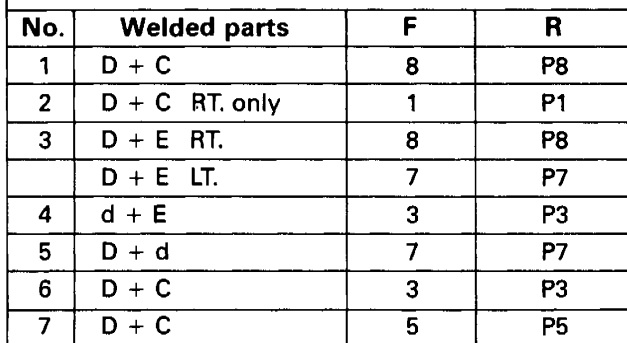 No. Welded parts F R
1 D + C 8 P8
2 D + C RT. only 1 P1
3 D + E RT. 8 P8
D + E LT. 7 P7
4 d + E 3 P3
5 D + d 7 P7
6 D + C 3 P3
7 D + C 5 P5